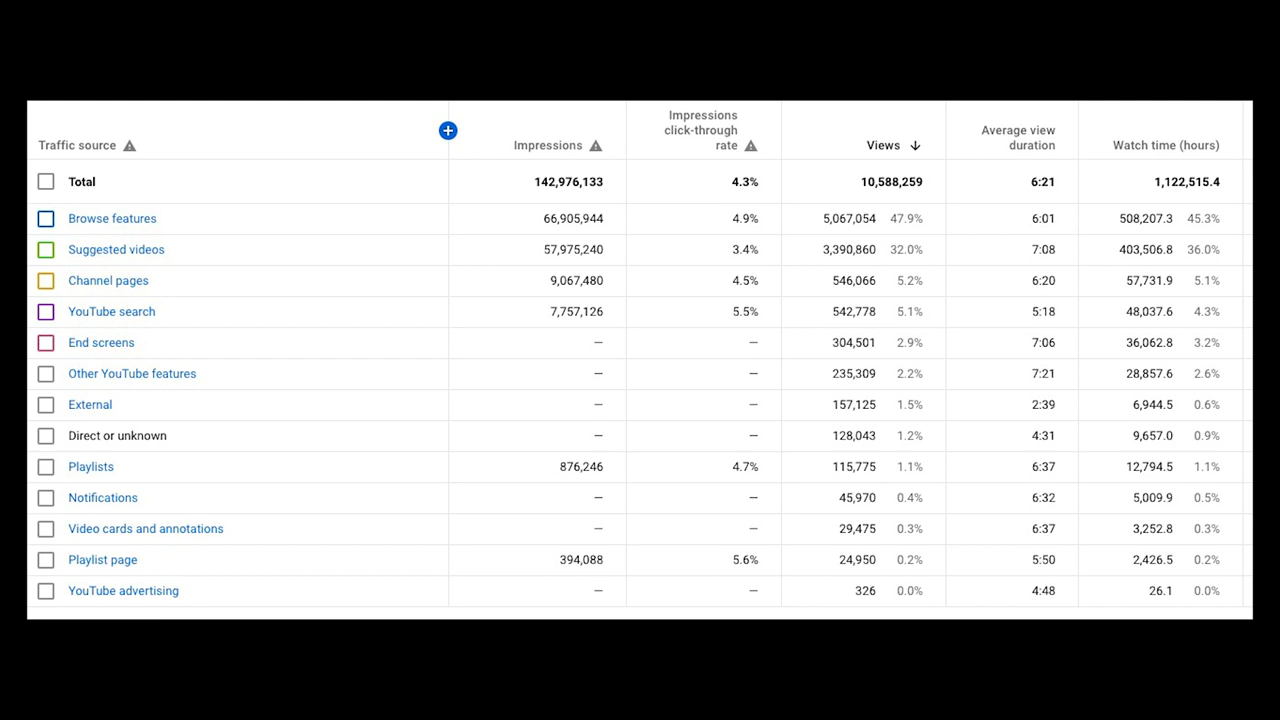 Traffic source Impressions Impressions click-through rate Views Average view duration Watch time (hours)
Total 142,976,133 4.3% 10,588,259 6:21 1,122,515.4
Browse features 66,905,944 4.9% 5,067,054 47.9% 6:01 508,207.3 45.3%
Suggested videos 57,975,240 3.4% 3,390,860 32.0% 7:08 403,506.8 36.0%
Channel pages 9,067,480 4.5% 546,066 5.2% 6:20 57,731.9 5.1%
YouTube search 7,757,126 5.5% 542,778 5.1% 5:18 48,037.6 4.3%
End screens — — 304,501 2.9% 7:06 36,062.8 3.2%
Other YouTube features — — 235,309 2.2% 7:21 28,857.6 2.6%
External — — 157,125 1.5% 2:39 6,944.5 0.6%
Direct or unknown — — 128,043 1.2% 4:31 9,657.0 0.9%
Playlists 876,246 4.7% 115,775 1.1% 6:37 12,794.5 1.1%
Notifications — — 45,970 0.4% 6:32 5,009.9 0.5%
Video cards and annotations — — 29,475 0.3% 6:37 3,252.8 0.3%
Playlist page 394,088 5.6% 24,950 0.2% 5:50 2,426.5 0.2%
YouTube advertising — — 326 0.0% 4:48 26.1 0.0%